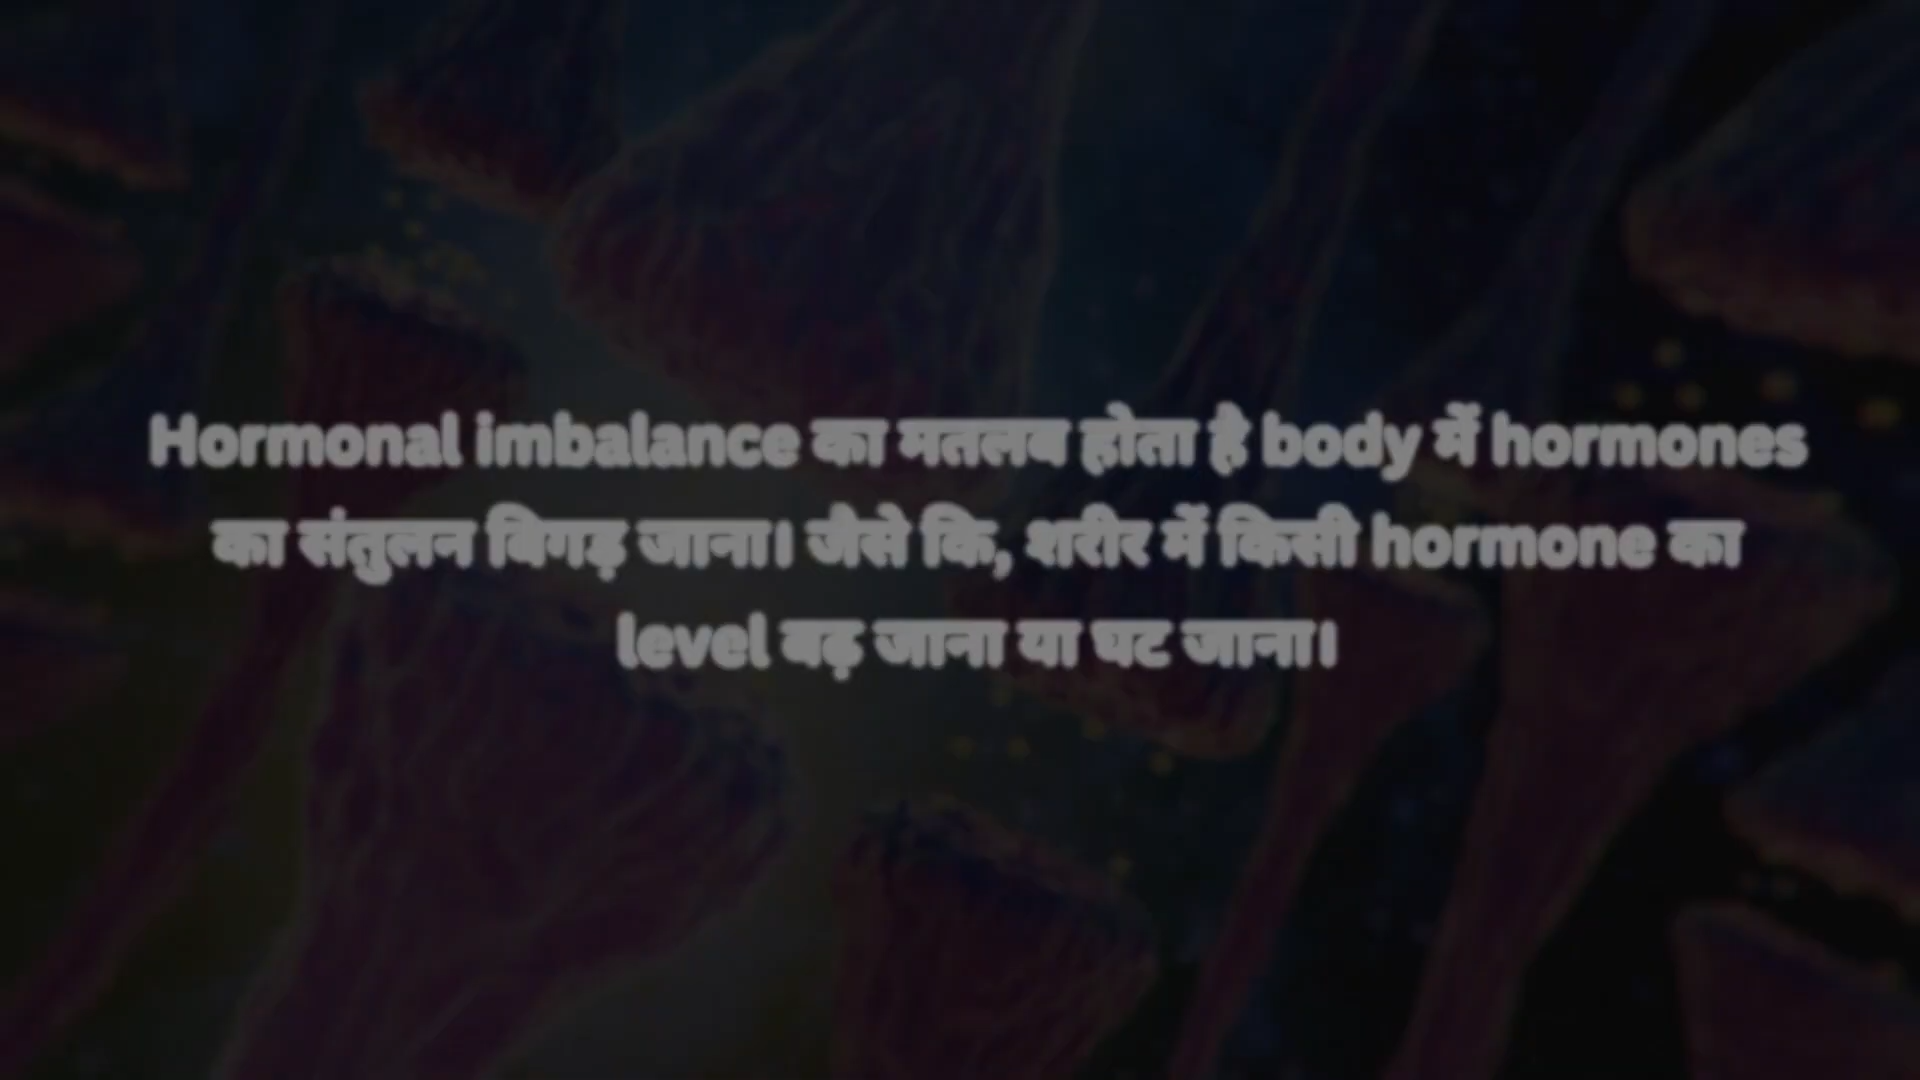 Hormonal imbalance का मतलब होता है body में hormones
का संतुलन बिगड़ जाना। जैसे कि, शरीर में किसी hormone का
level बढ़ जाना या घट जाना।